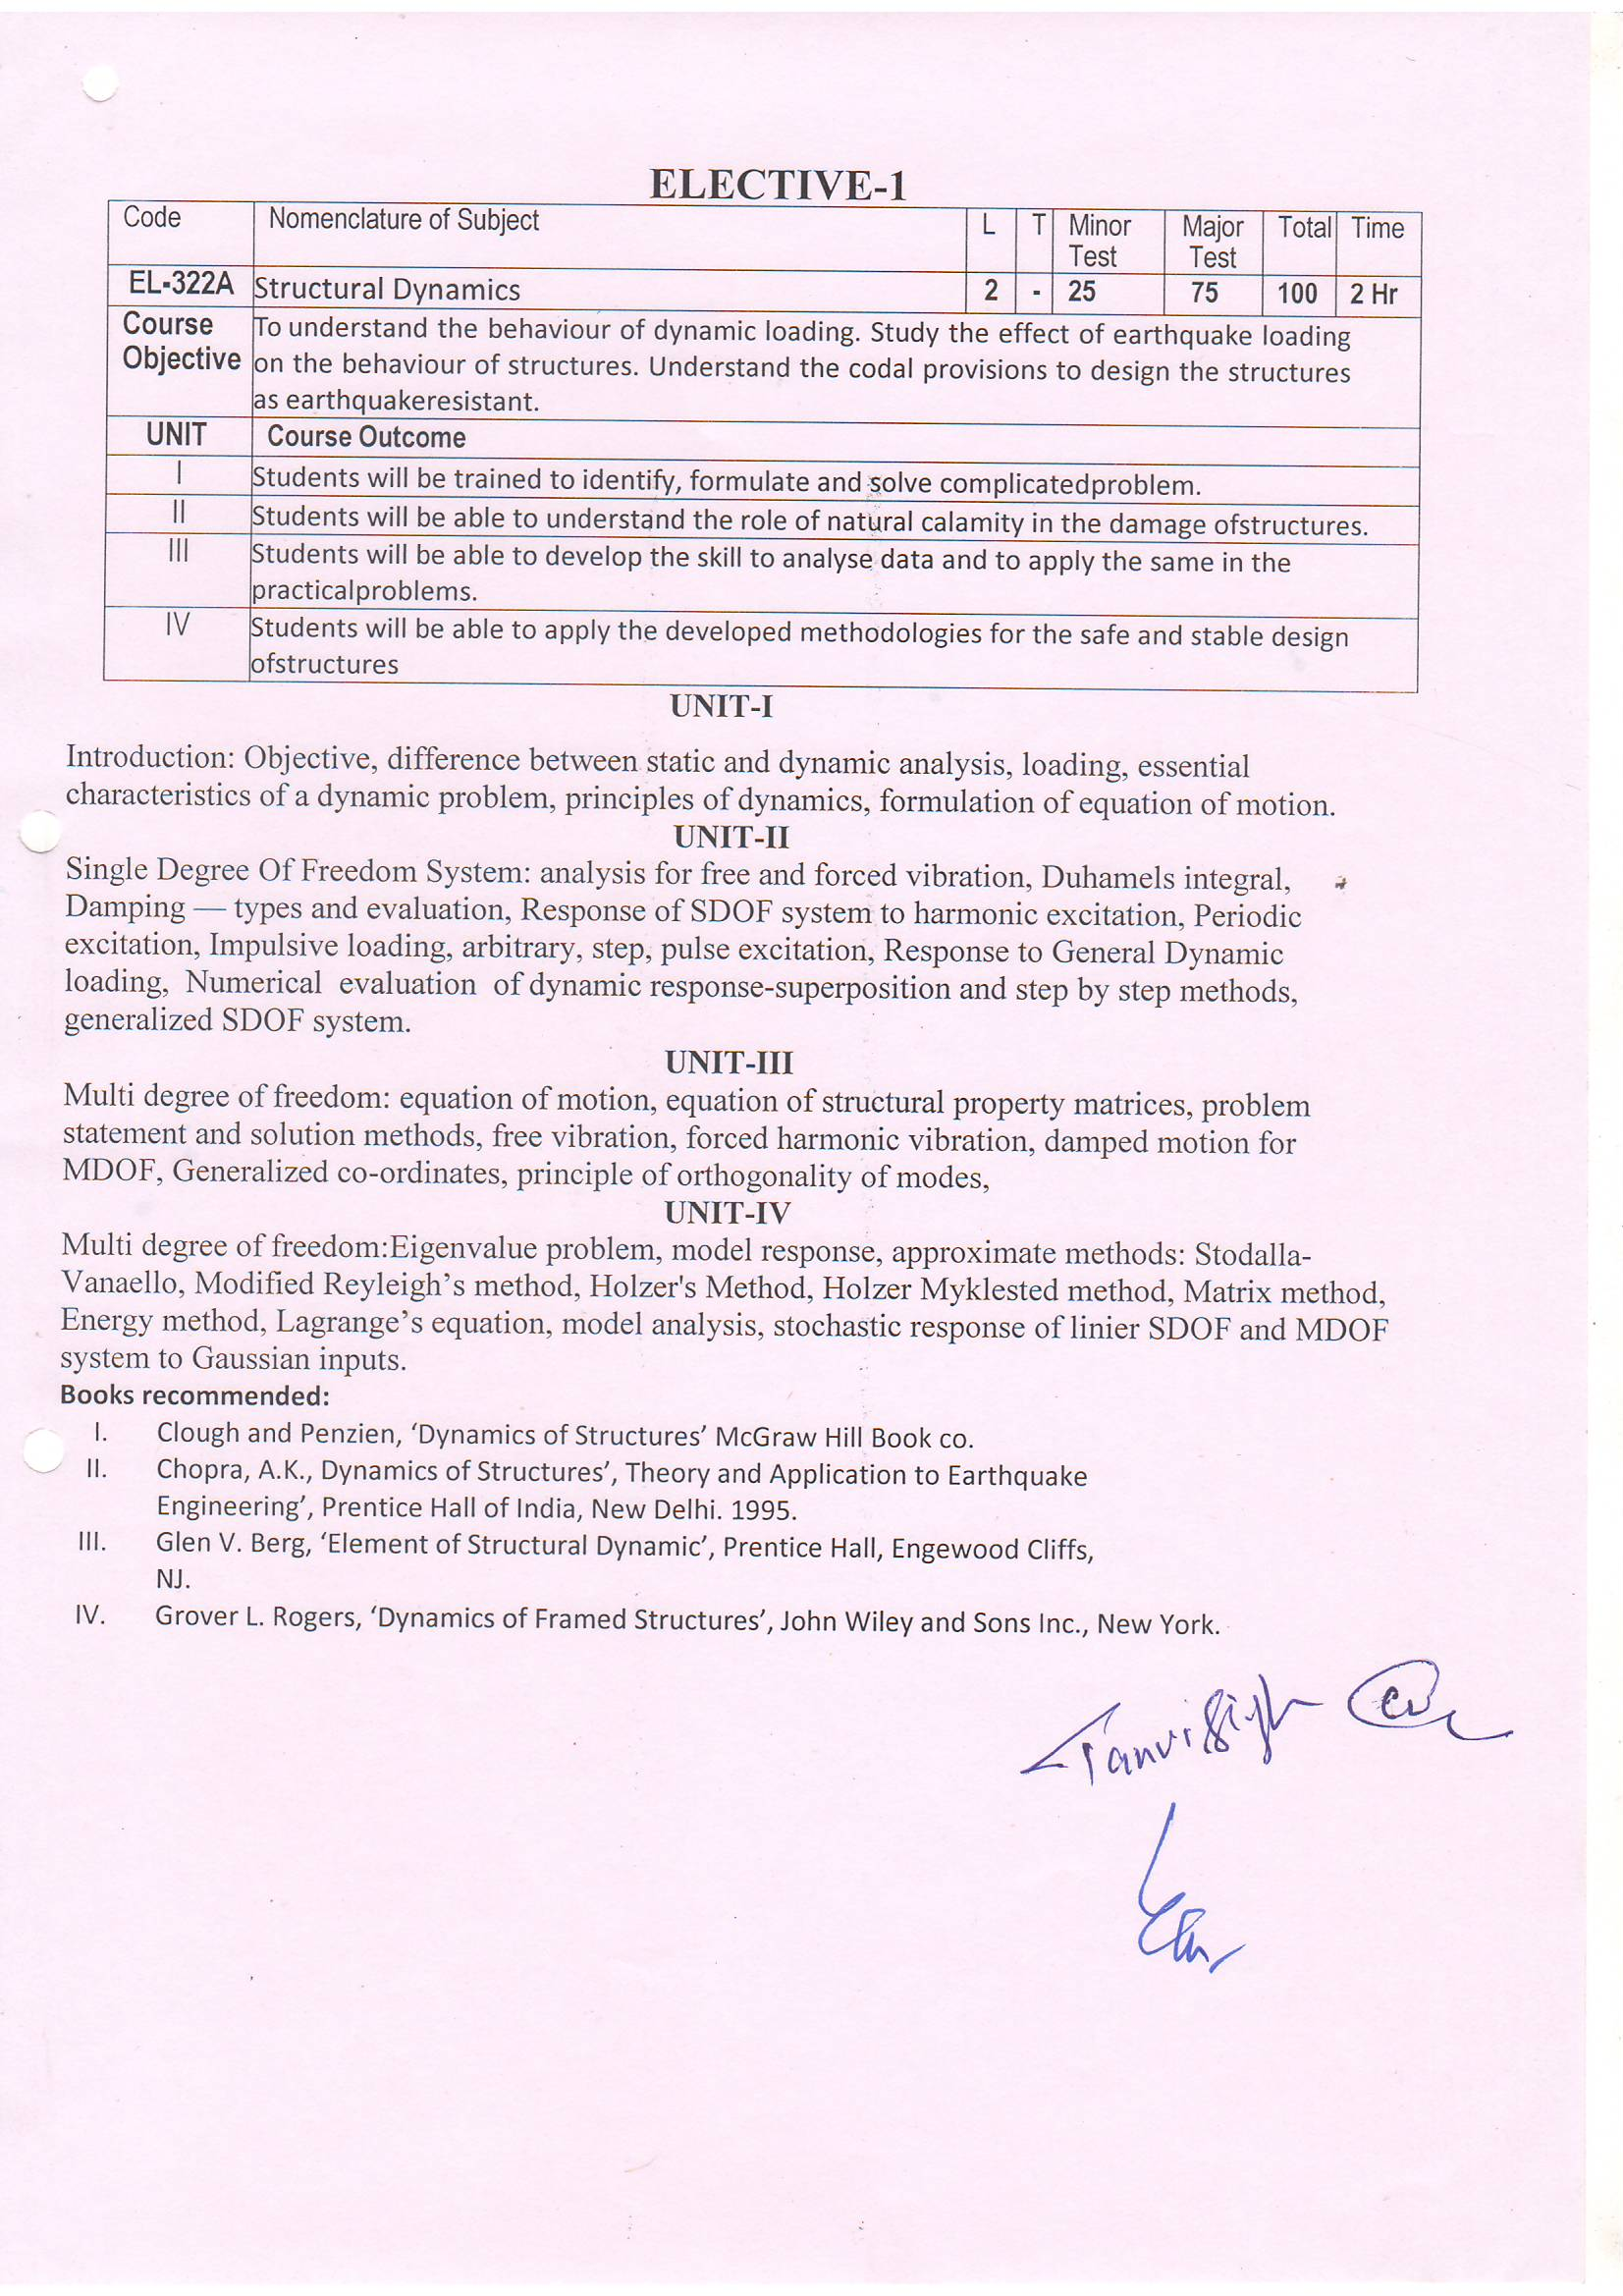 ELECTIVE-1
Code Nomenclature of Subject L T Minor Test Major Test Total Time
EL-322A Structural Dynamics 2 - 25 75 100 2 Hr
Course Objective To understand the behaviour of dynamic loading. Study the effect of earthquake loading
on the behaviour of structures. Understand the codal provisions to design the structures
as earthquakeresistant.
UNIT Course Outcome
I Students will be trained to identify, formulate and solve complicatedproblem.
II Students will be able to understand the role of natural calamity in the damage ofstructures.
III Students will be able to develop the skill to analyse data and to apply the same in the
practicalproblems.
IV Students will be able to apply the developed methodologies for the safe and stable design
ofstructures
UNIT-I
Introduction: Objective, difference between static and dynamic analysis, loading, essential
characteristics of a dynamic problem, principles of dynamics, formulation of equation of motion.
UNIT-II
Single Degree Of Freedom System: analysis for free and forced vibration, Duhamels integral,
Damping — types and evaluation, Response of SDOF system to harmonic excitation, Periodic
excitation, Impulsive loading, arbitrary, step, pulse excitation, Response to General Dynamic
loading, Numerical evaluation of dynamic response-superposition and step by step methods,
generalized SDOF system.
UNIT-III
Multi degree of freedom: equation of motion, equation of structural property matrices, problem
statement and solution methods, free vibration, forced harmonic vibration, damped motion for
MDOF, Generalized co-ordinates, principle of orthogonality of modes,
UNIT-IV
Multi degree of freedom:Eigenvalue problem, model response, approximate methods: Stodalla-
Vanaello, Modified Reyleigh's method, Holzer's Method, Holzer Myklested method, Matrix method,
Energy method, Lagrange's equation, model analysis, stochastic response of linier SDOF and MDOF
system to Gaussian inputs.
Books recommended:
I. Clough and Penzien, 'Dynamics of Structures' McGraw Hill Book co.
II. Chopra, A.K., Dynamics of Structures', Theory and Application to Earthquake
Engineering', Prentice Hall of India, New Delhi. 1995.
III. Glen V. Berg, 'Element of Structural Dynamic', Prentice Hall, Engewood Cliffs,
NJ.
IV. Grover L. Rogers, 'Dynamics of Framed Structures', John Wiley and Sons Inc., New York.